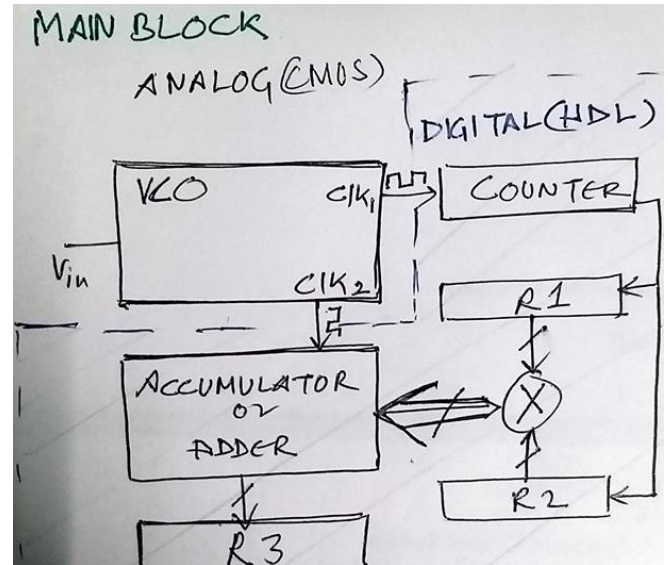 MAIN BLOCK
ANALOG (CMOS)
DIGITAL (HDL)
VCO
Clk1
COUNTER
Vin
Clk2
R1
ACCUMULATOR
or
ADDER
X
R2
R3